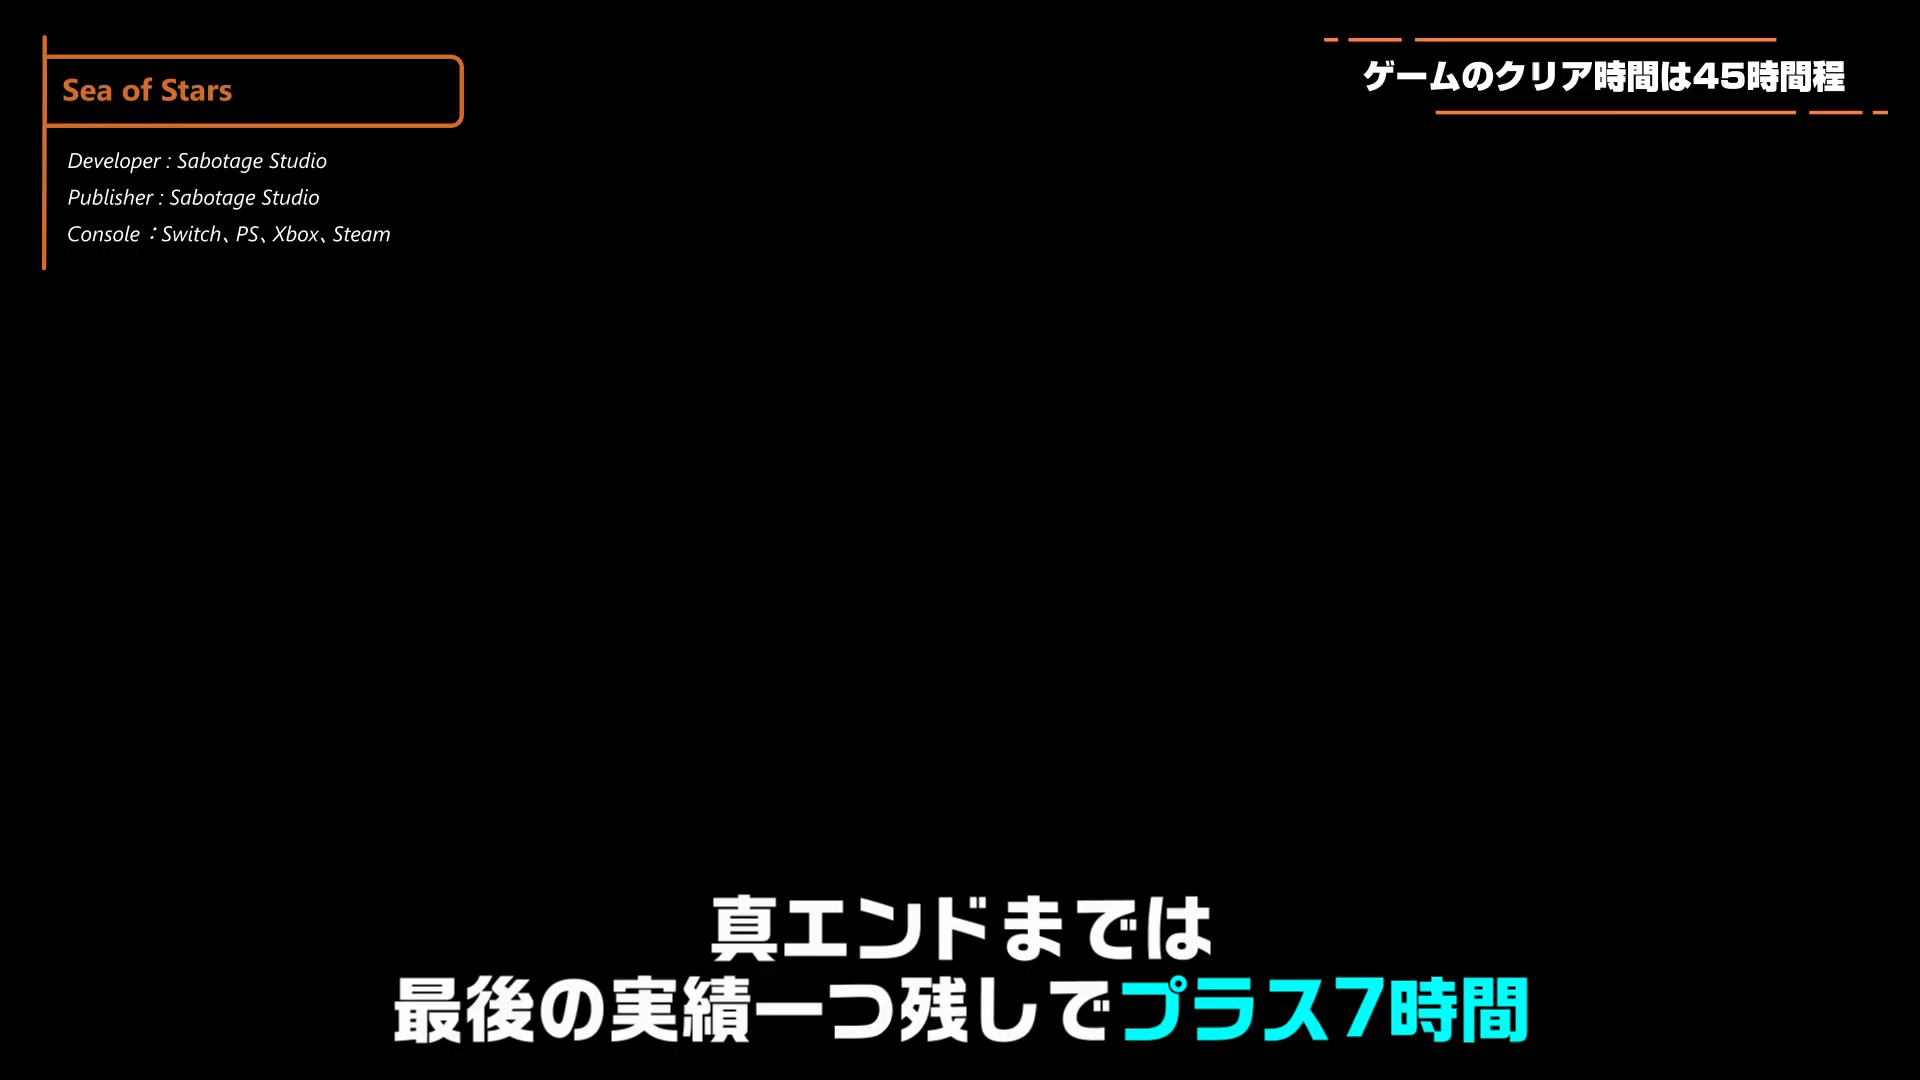 Sea of Stars
Developer : Sabotage Studio
Publisher : Sabotage Studio
Console：Switch、PS、Xbox、Steam
ゲームのクリア時間は45時間程
真エンドまでは
最後の実績一つ残しでプラス7時間